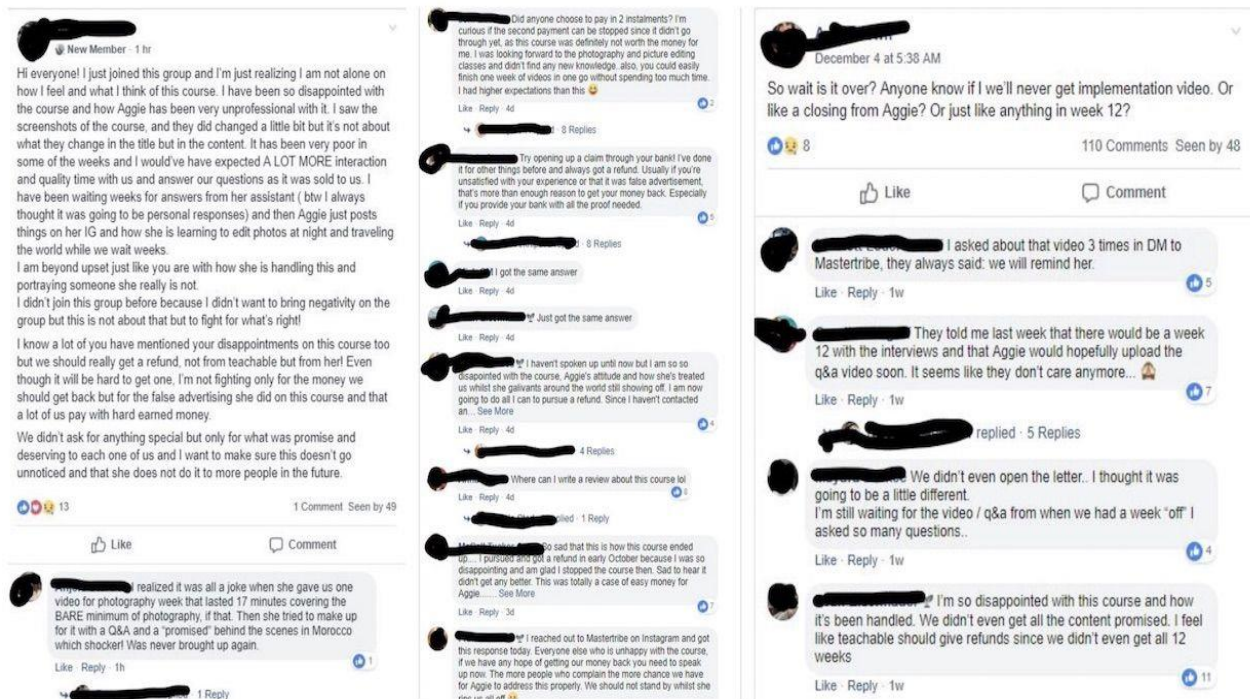 New Member · 1 hr
Hi everyone! I just joined this group and I'm just realizing I am not alone on
how I feel and what I think of this course. I have been so disappointed with
the course and how Aggie has been very unprofessional with it. I saw the
screenshots of the course, and they did changed a little bit but it's not about
what they change in the title but in the content. It has been very poor in
some of the weeks and I would've have expected A LOT MORE interaction
and quality time with us and answer our questions as it was sold to us. I
have been waiting weeks for answers from her assistant ( btw I always
thought it was going to be personal responses) and then Aggie just posts
things on her IG and how she is learning to edit photos at night and traveling
the world while we wait weeks.
I am beyond upset just like you are with how she is handling this and
portraying someone she really is not.
I didn't join this group before because I didn't want to bring negativity on the
group but this is not about that but to fight for what's right!
I know a lot of you have mentioned your disappointments on this course too
but we should really get a refund, not from teachable but from her! Even
though it will be hard to get one, I'm not fighting only for the money we
should get back but for the false advertising she did on this course and that
a lot of us pay with hard earned money.
We didn't ask for anything special but only for what was promise and
deserving to each one of us and I want to make sure this doesn't go
unnoticed and that she does not do it to more people in the future.
13
1 Comment Seen by 49
Like
Comment
I realized it was all a joke when she gave us one
video for photography week that lasted 17 minutes covering the
BARE minimum of photography, if that. Then she tried to make up
for it with a Q&A and a "promised" behind the scenes in Morocco
which shocker! Was never brought up again.
Like · Reply · 1h
1
1 Reply
Did anyone choose to pay in 2 instalments? I'm
curious if the second payment can be stopped since it didn't go
through yet, as this course was definitely not worth the money for
me. I was looking forward to the photography and picture editing
classes and didn't find any new knowledge. also, you could easily
finish one week of videos in one go without spending too much time.
I had higher expectations than this
Like · Reply · 4d
2
· 8 Replies
Try opening up a claim through your bank! I've done
it for other things before and always got a refund. Usually if you're
unsatisfied with your experience or that it was false advertisement,
that's more than enough reason to get your money back. Especially
if you provide your bank with all the proof needed.
Like · Reply · 4d
5
· 8 Replies
I got the same answer
Like · Reply · 4d
Just got the same answer
Like · Reply · 4d
I haven't spoken up until now but I am so so
disapointed with the course, Aggie's attitude and how she's treated
us whilst she galivants around the world still showing off. I am now
going to do all I can to pursue a refund. Since I haven't contacted
an... See More
Like · Reply · 4d
4
4 Replies
Where can I write a review about this course lol
Like · Reply · 4d
· 1 Reply
So sad that this is how this course ended
up.... I pursued and got a refund in early October because I was so
disappointing and am glad I stopped the course then. Sad to hear it
didn't get any better. This was totally a case of easy money for
Aggie....... See More
Like · Reply · 3d
7
I reached out to Mastertribe on Instagram and got
this response today. Everyone else who is unhappy with the course,
if we have any hope of getting our money back you need to speak
up now. The more people who complain the more chance we have
for Aggie to address this properly. We should not stand by whilst she
rips us all off
December 4 at 5:38 AM
So wait is it over? Anyone know if I we'll never get implementation video. Or
like a closing from Aggie? Or just like anything in week 12?
8
110 Comments Seen by 48
Like
Comment
I asked about that video 3 times in DM to
Mastertribe, they always said: we will remind her.
Like · Reply · 1w
5
They told me last week that there would be a week
12 with the interviews and that Aggie would hopefully upload the
q&a video soon. It seems like they don't care anymore...
Like · Reply · 1w
7
replied · 5 Replies
We didn't even open the letter.. I thought it was
going to be a little different.
I'm still waiting for the video / q&a from when we had a week "off" I
asked so many questions..
Like · Reply · 1w
4
I'm so disappointed with this course and how
it's been handled. We didn't even get all the content promised. I feel
like teachable should give refunds since we didn't even get all 12
weeks
Like · Reply · 1w
11